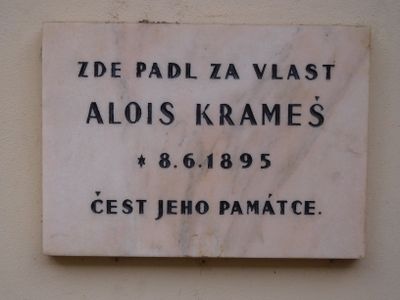 ZDE PADL ZA VLAST
ALOIS KRAMEŠ
* 8.6.1895
ČEST JEHO PAMÁTCE.